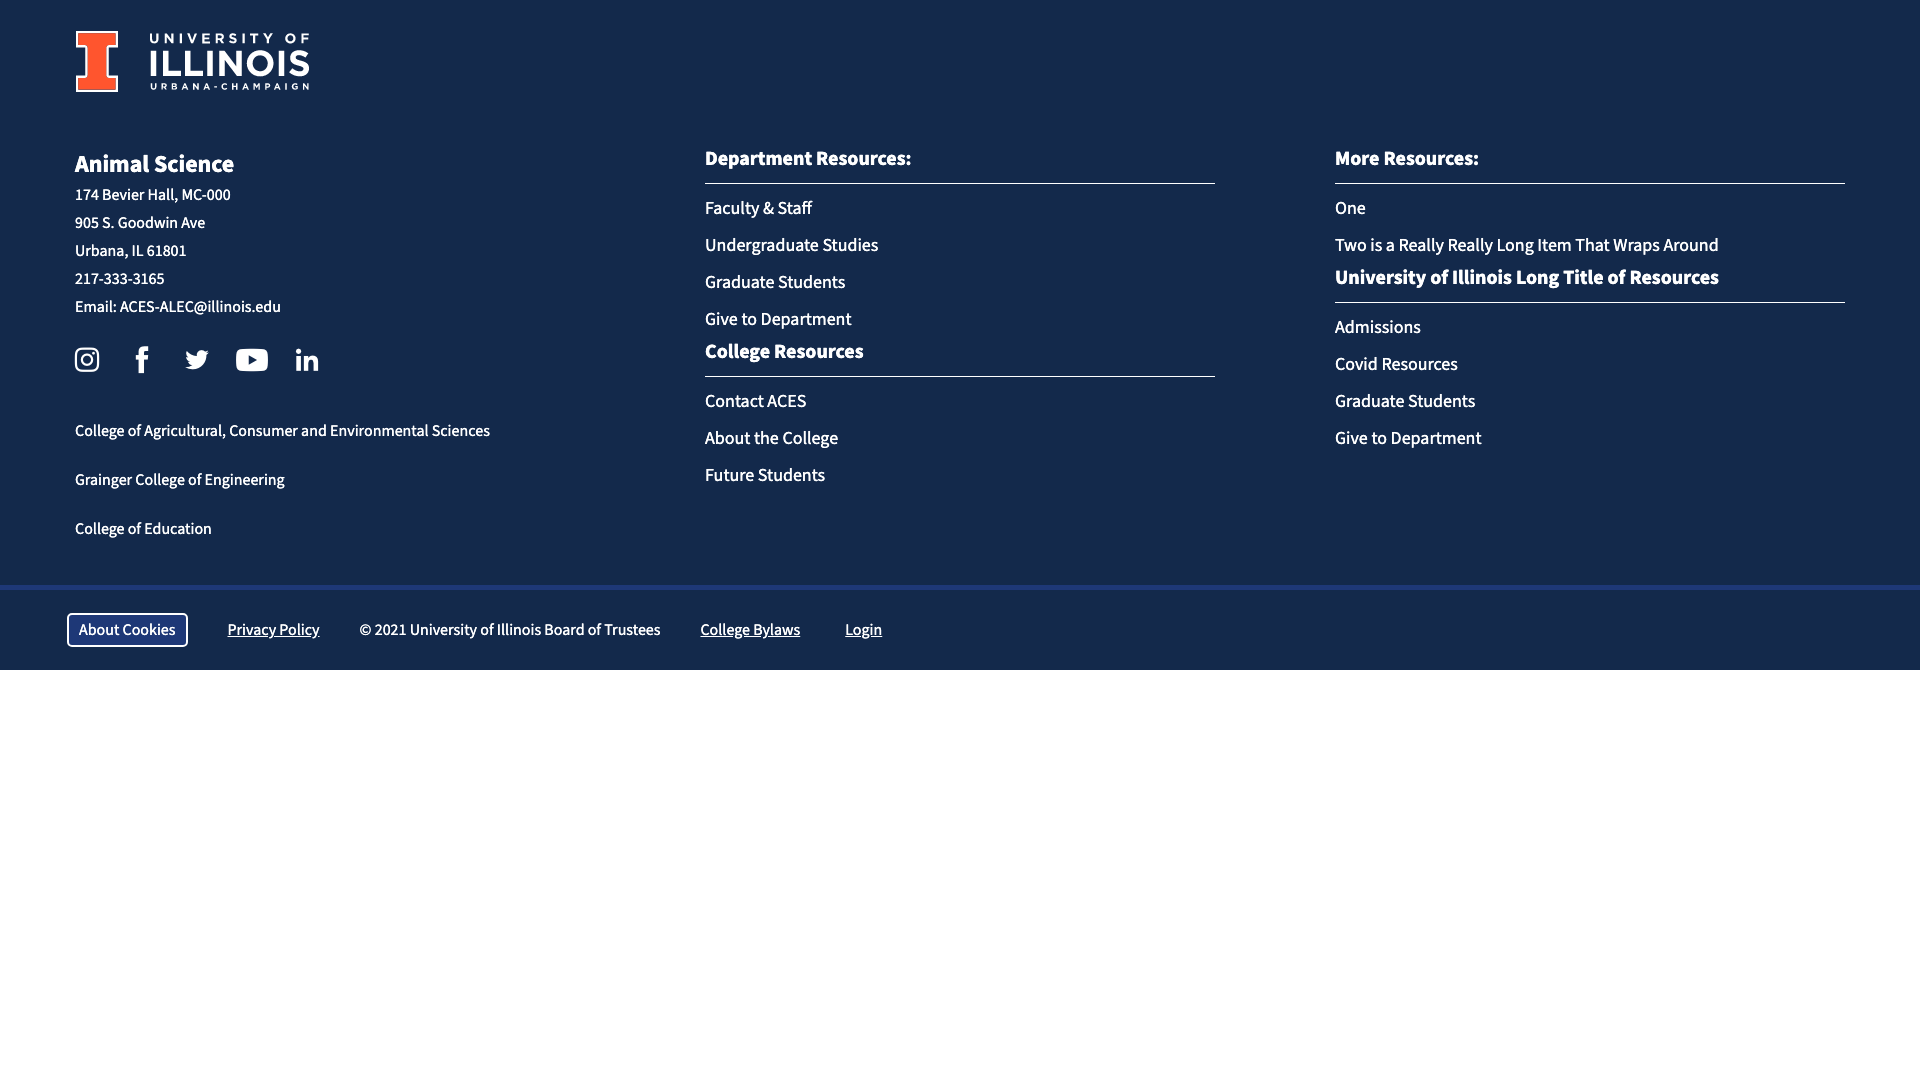 UNIVERSITY OF
ILLINOIS
URBANA-CHAMPAIGN
Animal Science
174 Bevier Hall, MC-000
905 S. Goodwin Ave
Urbana, IL 61801
217-333-3165
Email: ACES-ALEC@illinois.edu
College of Agricultural, Consumer and Environmental Sciences
Grainger College of Engineering
College of Education
Department Resources:
Faculty & Staff
Undergraduate Studies
Graduate Students
Give to Department
College Resources
Contact ACES
About the College
Future Students
More Resources:
One
Two is a Really Really Long Item That Wraps Around
University of Illinois Long Title of Resources
Admissions
Covid Resources
Graduate Students
Give to Department
About Cookies
Privacy Policy
© 2021 University of Illinois Board of Trustees
College Bylaws
Login